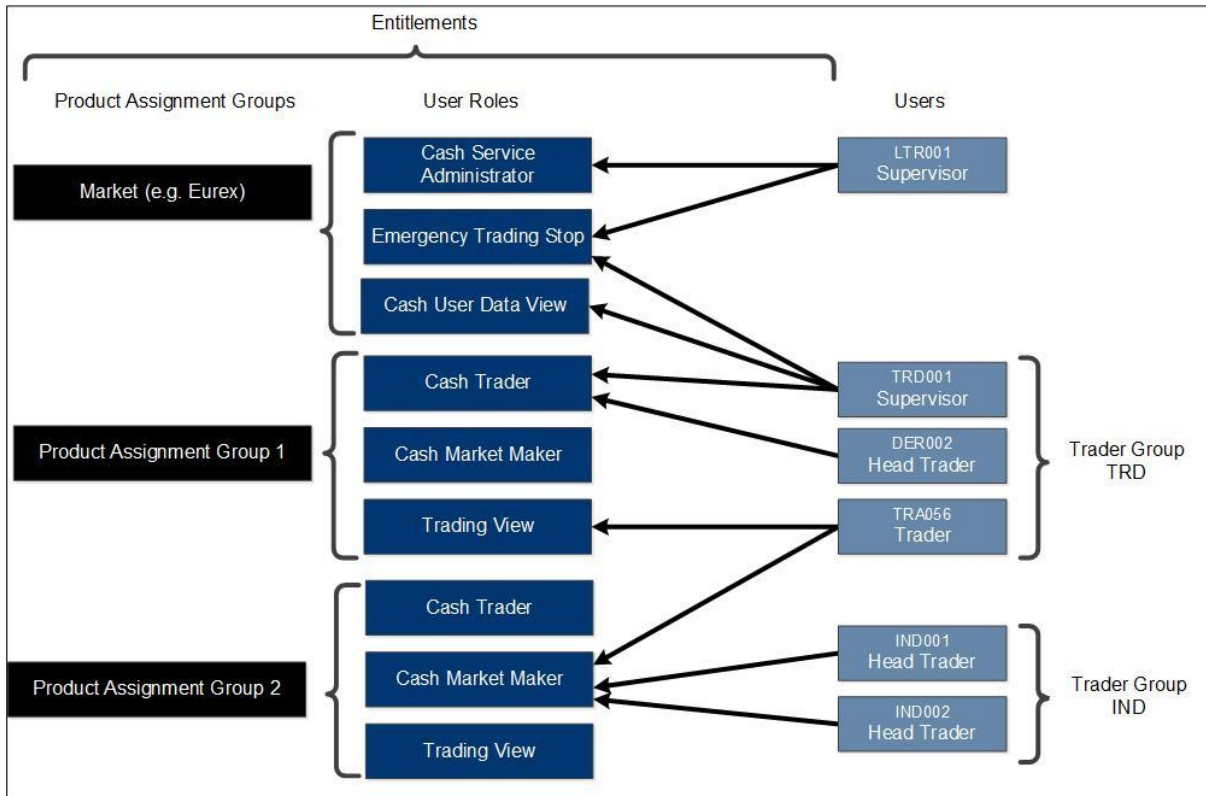 Entitlements
Product Assignment Groups
User Roles
Users
Market (e.g. Eurex)
Cash Service
Administrator
Emergency Trading Stop
Cash User Data View
LTR001
Supervisor
Product Assignment Group 1
Cash Trader
Cash Market Maker
Trading View
TRD001
Supervisor
DER002
Head Trader
TRA056
Trader
Trader Group
TRD
Product Assignment Group 2
Cash Trader
Cash Market Maker
Trading View
IND001
Head Trader
IND002
Head Trader
Trader Group
IND